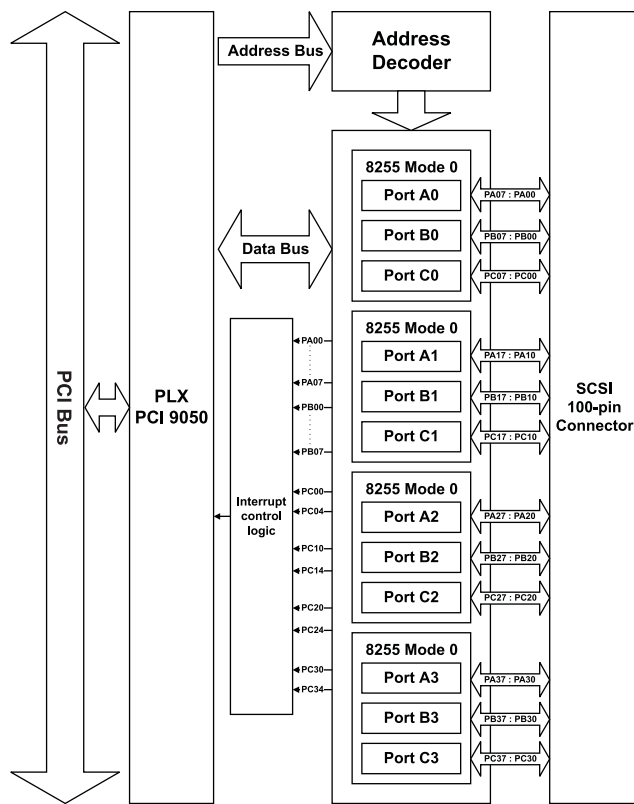 Address Bus
Address
Decoder
8255 Mode 0
Port A0
PA07 : PA00
Port B0
PB07 : PB00
Data Bus
Port C0
PC07 : PC00
8255 Mode 0
PA00
Port A1
PA17 : PA10
PA07
Port B1
PB17 : PB10
PB00
Port C1
PC17 : PC10
PB07
PCI Bus
PLX
PCI 9050
SCSI
100-pin
Connector
8255 Mode 0
PC00
Interrupt
control
logic
PC04
Port A2
PA27 : PA20
PC10
Port B2
PB27 : PB20
PC14
Port C2
PC27 : PC20
PC20
PC24
8255 Mode 0
PC30
Port A3
PA37 : PA30
PC34
Port B3
PB37 : PB30
Port C3
PC37 : PC30